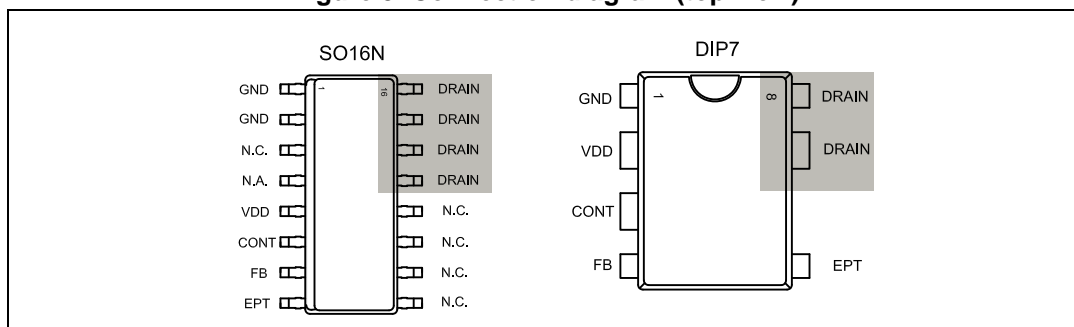 SO16N
GND 1 16 DRAIN
GND DRAIN
N.C. DRAIN
N.A. DRAIN
VDD N.C.
CONT N.C.
FB N.C.
EPT N.C.
DIP7
GND 1 8 DRAIN
VDD DRAIN
CONT
FB EPT